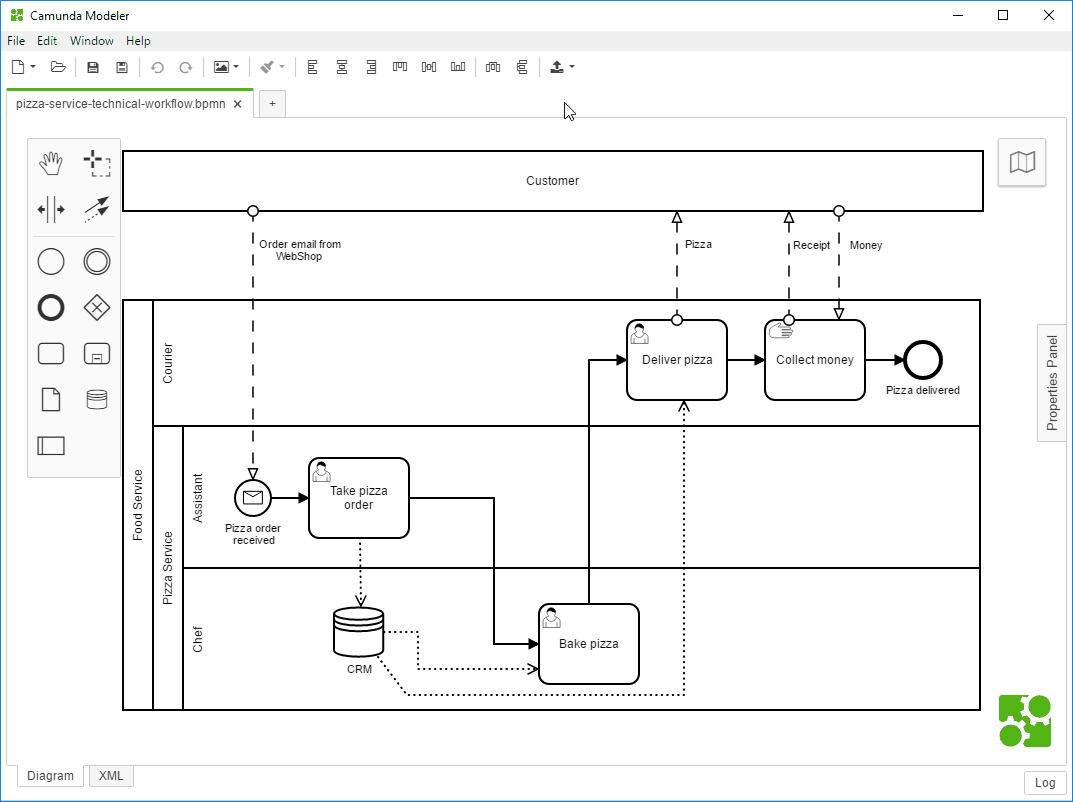 Camunda Modeler
File Edit Window Help
pizza-service-technical-workflow.bpmn
Customer
Order email from
WebShop
Pizza
Receipt
Money
Food Service
Courier
Deliver pizza
Collect money
Pizza delivered
Properties Panel
Pizza Service
Assistant
Pizza order
received
Take pizza
order
Chef
CRM
Bake pizza
Diagram
XML
Log